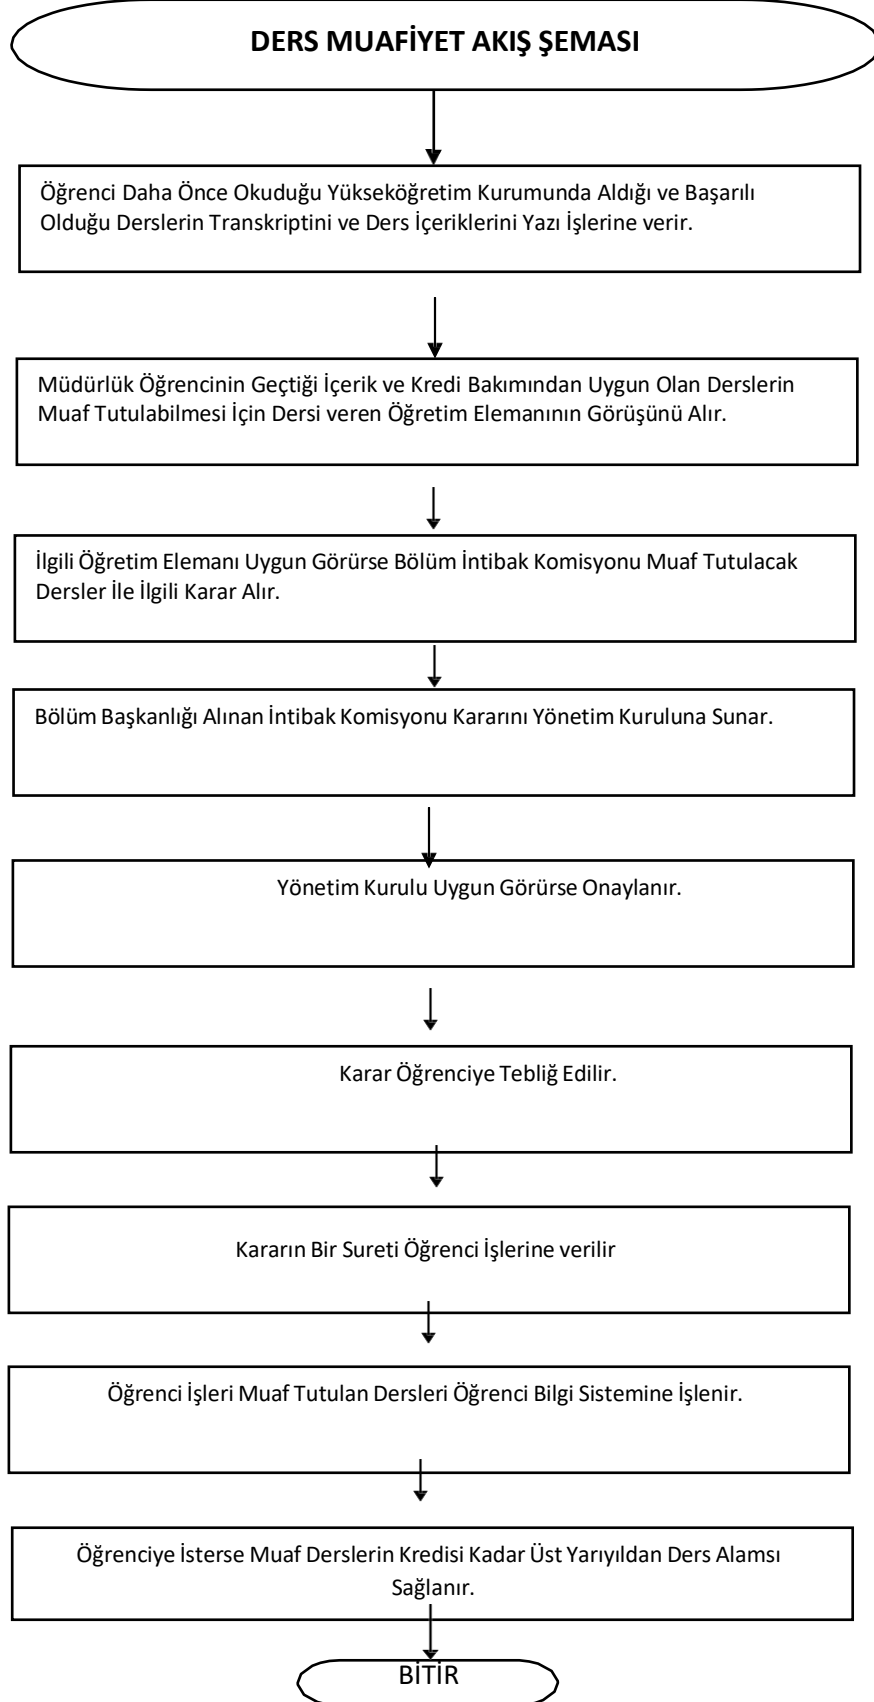 DERS MUAFİYET AKIŞ ŞEMASI
Öğrenci Daha Önce Okuduğu Yükseköğretim Kurumunda Aldığı ve Başarılı
Olduğu Derslerin Transkriptini ve Ders İçeriklerini Yazı İşlerine verir.
Müdürlük Öğrencinin Geçtiği İçerik ve Kredi Bakımından Uygun Olan Derslerin
Muaf Tutulabilmesi İçin Dersi veren Öğretim Elemanının Görüşünü Alır.
İlgili Öğretim Elemanı Uygun Görürse Bölüm İntibak Komisyonu Muaf Tutulacak
Dersler İle İlgili Karar Alır.
Bölüm Başkanlığı Alınan İntibak Komisyonu Kararını Yönetim Kuruluna Sunar.
Yönetim Kurulu Uygun Görürse Onaylanır.
Karar Öğrenciye Tebliğ Edilir.
Kararın Bir Sureti Öğrenci İşlerine verilir
Öğrenci İşleri Muaf Tutulan Dersleri Öğrenci Bilgi Sistemine İşlenir.
Öğrenciye İsterse Muaf Derslerin Kredisi Kadar Üst Yarıyıldan Ders Alamsı
Sağlanır.
BİTİR